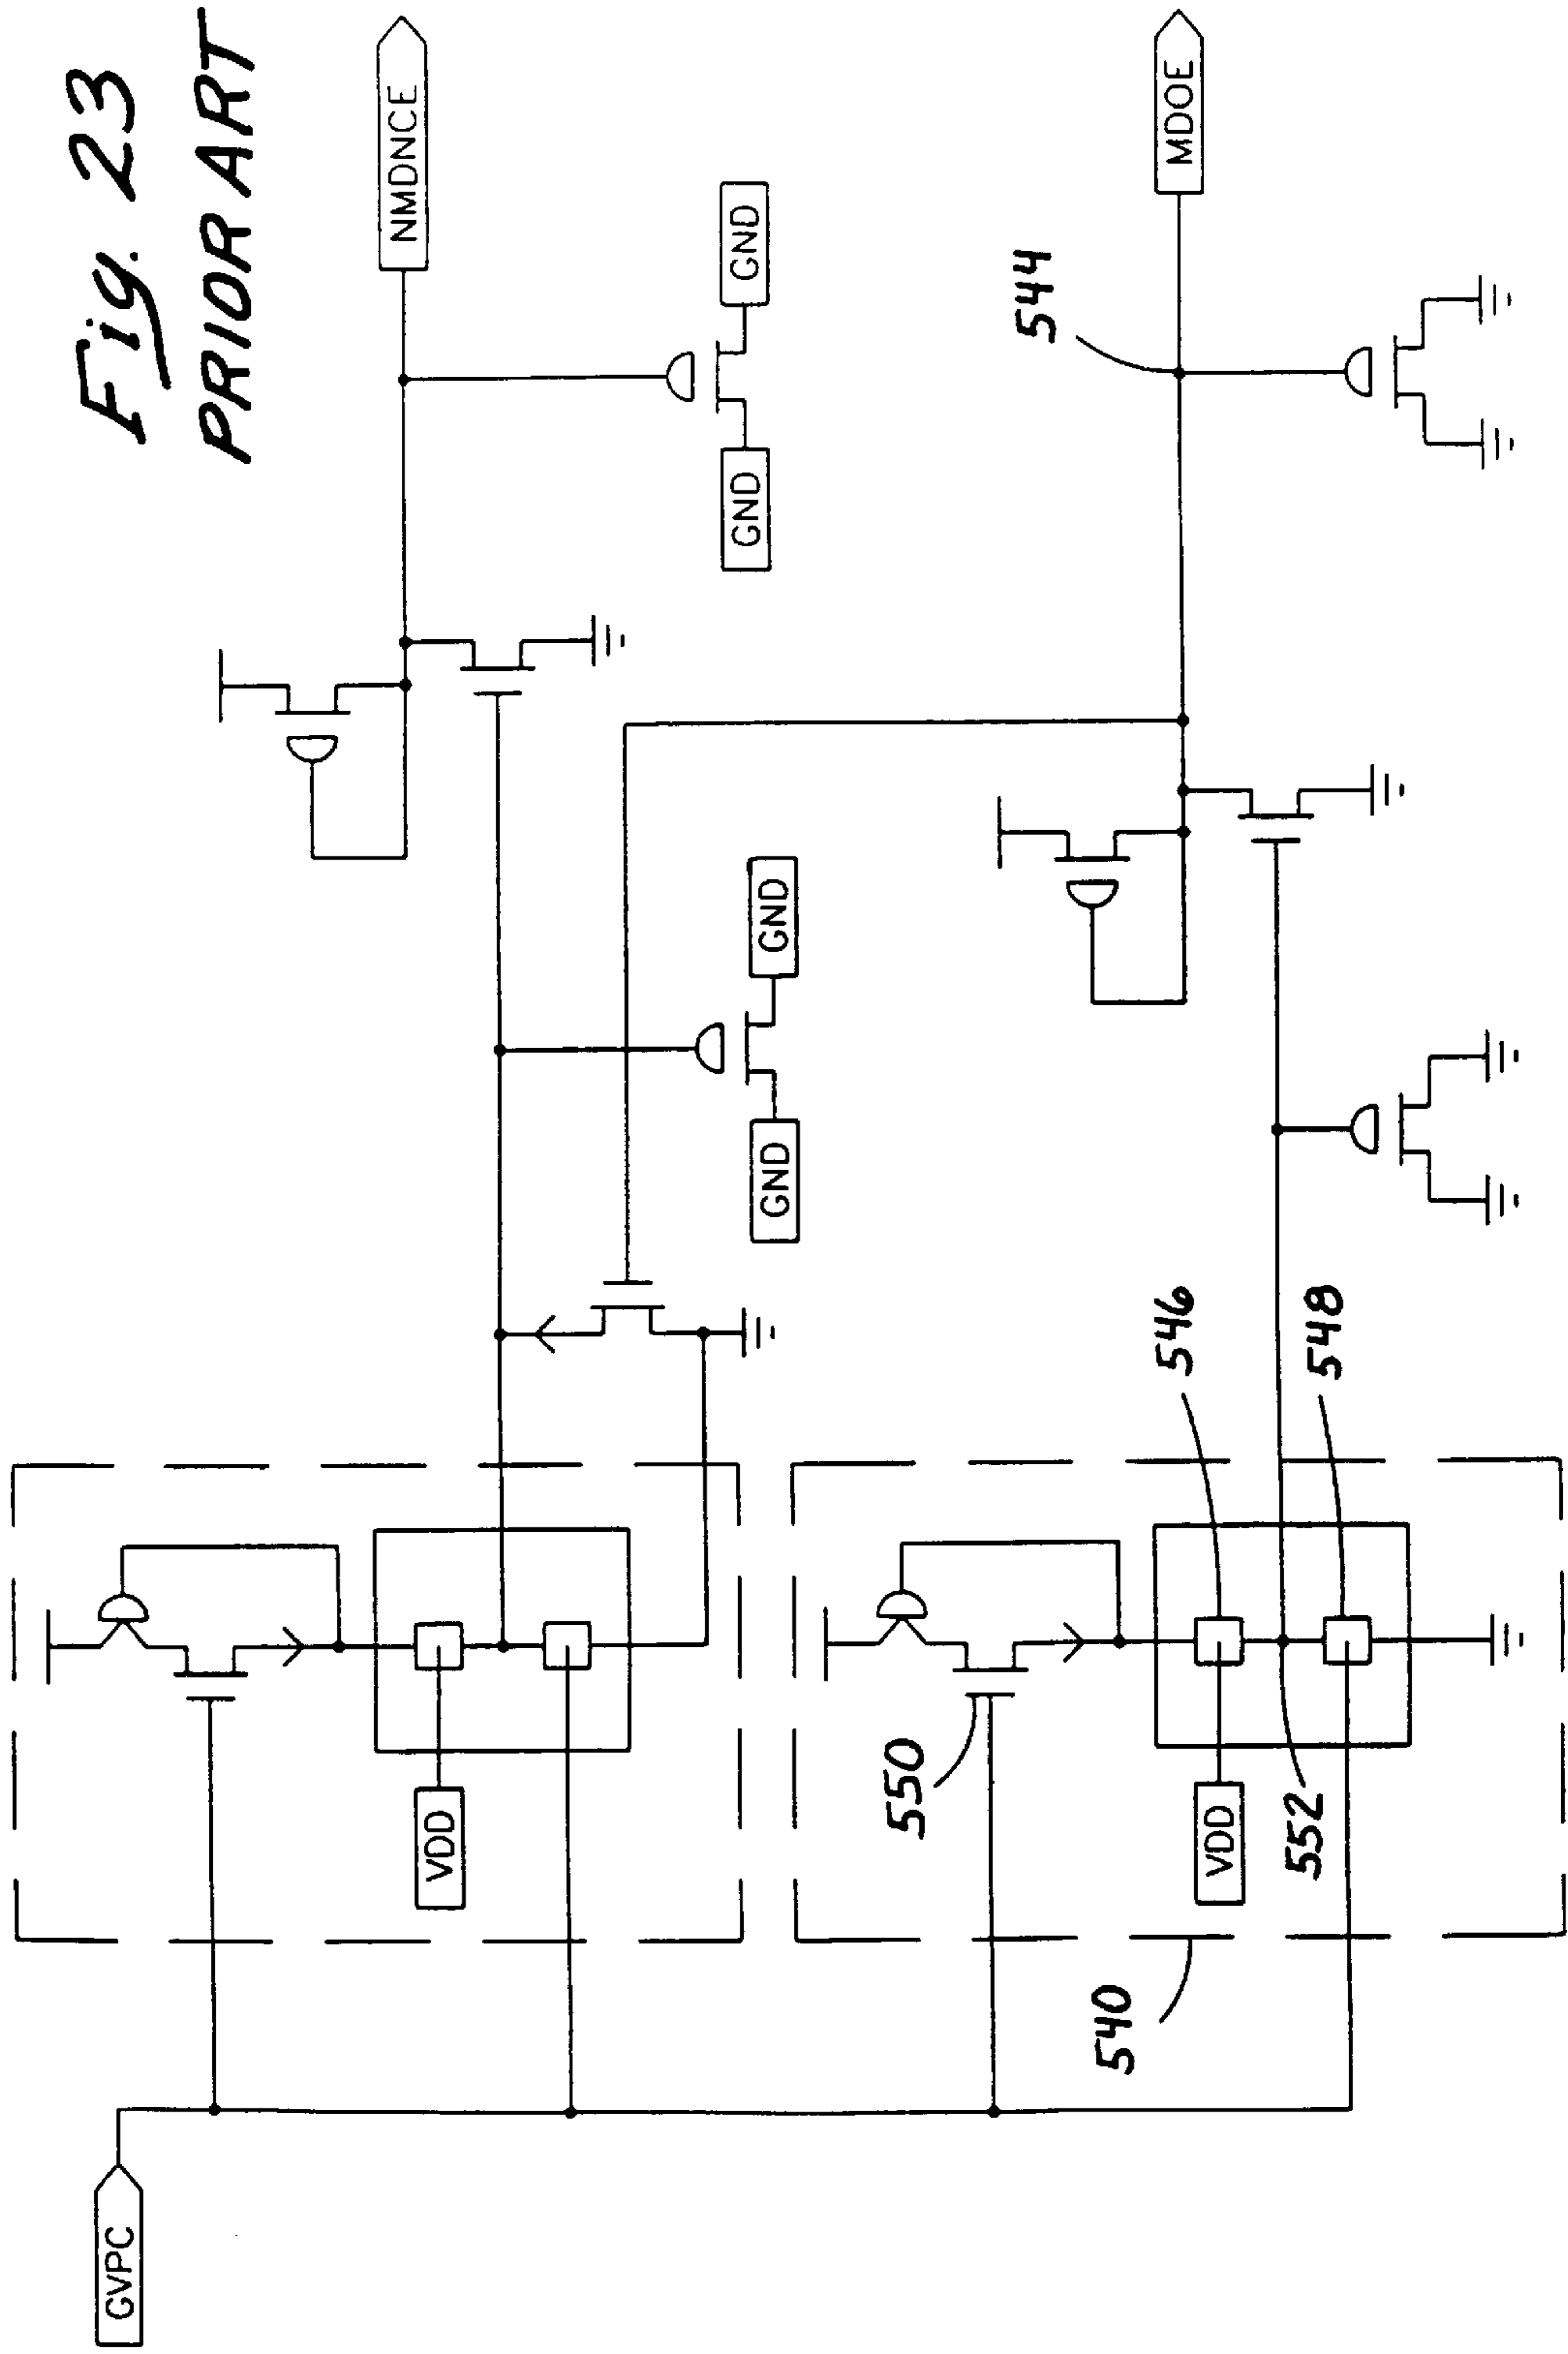 Fig. 23
PRIOR ART
NMDNCE
GND
GND
GND
GND
VDD
GVPC
MDOE
544
546
548
550
VDD
552
540